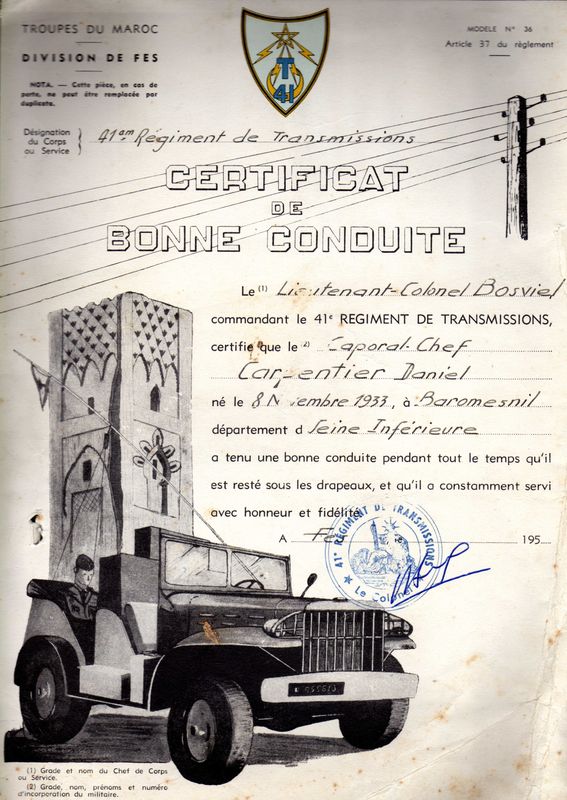 TROUPES DU MAROC
DIVISION DE FES
NOTA. — Cette pièce, en cas de
perte, ne peut être remplacée par
duplicata.
T
41
MODELE N° 36
Article 37 du règlement
Désignation
du Corps
ou Service
41am Régiment de Transmissions
CERTIFICAT
DE
BONNE CONDUITE
Le (1) Lieutenant-Colonel Bosviel
commandant le 41e REGIMENT DE TRANSMISSIONS,
certifie que le (2) Caporal-Chef
Carpentier Daniel
né le 8 N embre 1933, à Baromesnil
département d Seine Inférieure
a tenu une bonne conduite pendant tout le temps qu'il
est resté sous les drapeaux, et qu'il a constamment servi
avec honneur et fidélité
A Fe 195
41e REGIMENT DE TRANSMISSIONS
Le Colonel
(1) Grade et nom du Chef de Corps
ou Service.
(2) Grade, nom, prénoms et numéro
d'incorporation du militaire.